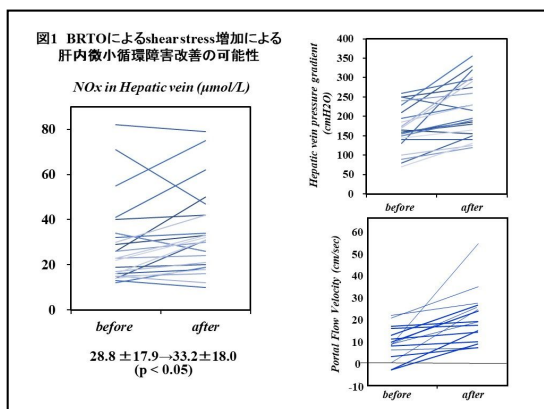 図1 BRTOによるshear stress増加による
肝内微小循環障害改善の可能性
NOx in Hepatic vein (μmol/L)
80
60
40
20
0
before after
28.8 ±17.9→33.2±18.0
(p < 0.05)
Hepatic vein pressure gradient
(cmH2O)
400
350
300
250
200
150
100
50
0
before after
Portal Flow Velocity (cm/sec)
60
50
40
30
20
10
0
-10
before after